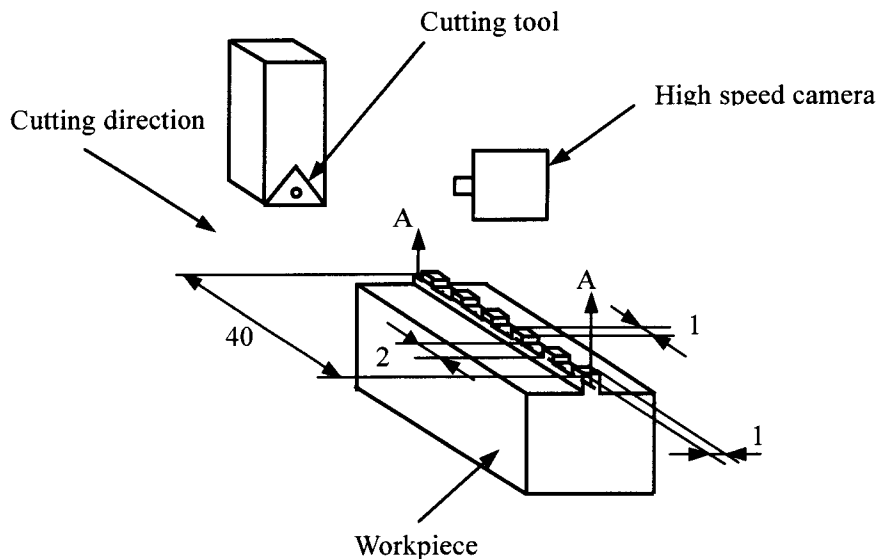 Cutting tool
High speed camera
Cutting direction
A
A
1
40
2
1
Workpiece